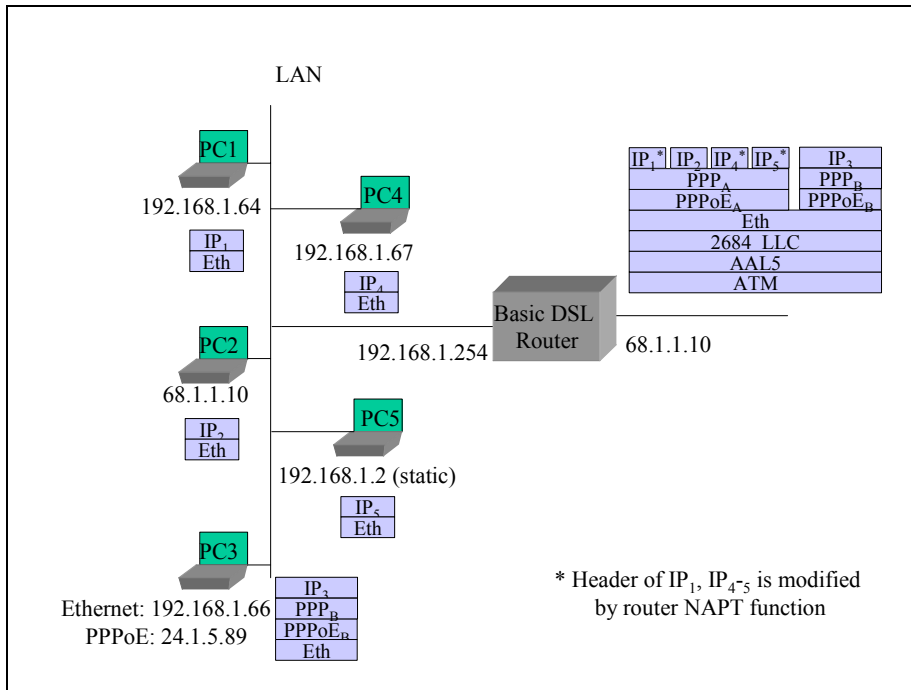 LAN
PC1
192.168.1.64
IP1
Eth
PC4
192.168.1.67
IP4
Eth
IP1* IP2 IP4* IP5* IP3
PPPA PPPB
PPPoEA PPPoEB
Eth
2684 LLC
AAL5
ATM
Basic DSL
Router
192.168.1.254
68.1.1.10
PC2
68.1.1.10
IP2
Eth
PC5
192.168.1.2 (static)
IP5
Eth
PC3
Ethernet: 192.168.1.66
PPPoE: 24.1.5.89
IP3
PPPB
PPPoEB
Eth
* Header of IP1, IP4-5 is modified
by router NAPT function